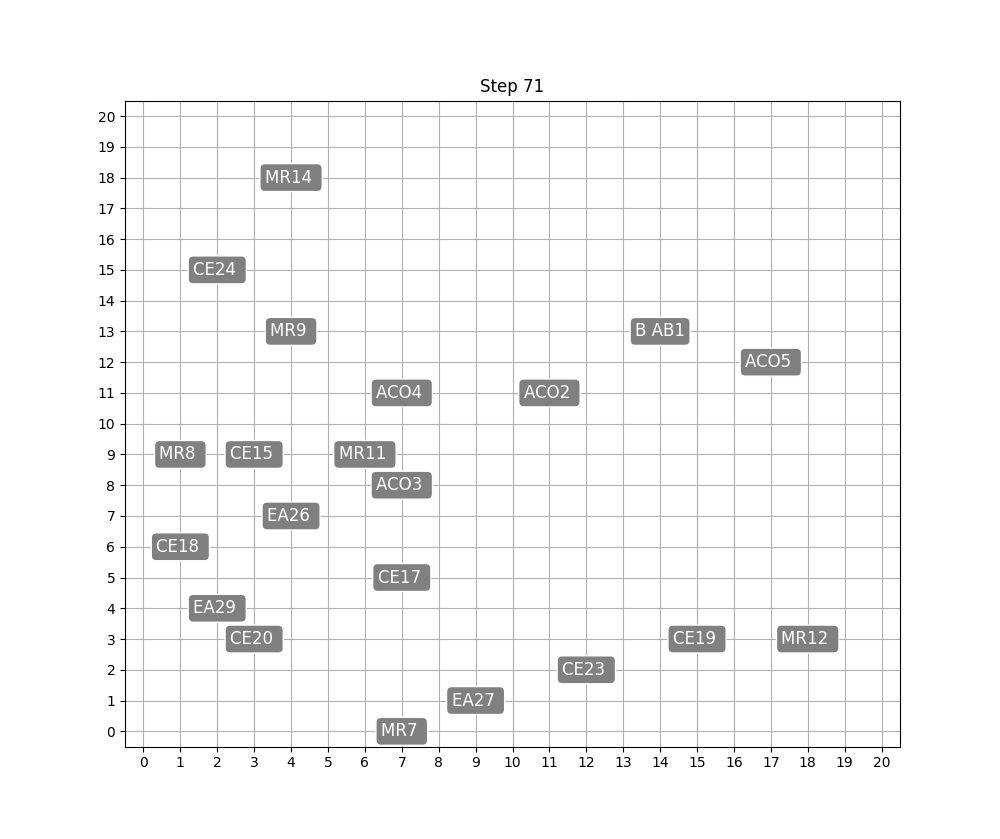 Step 71
20
19
MR14 18
17
16
CE24 15
14
MR9 B AB1 13
ACO5 12
ACO4 ACO2 11
10
MR8 CE15 MR11 9
ACO3 8
EA26 7
CE18 6
CE17 5
EA29 4
CE20 CE19 MR12 3
CE23 2
EA27 1
MR7 0
0 1 2 3 4 5 6 7 8 9 10 11 12 13 14 15 16 17 18 19 20